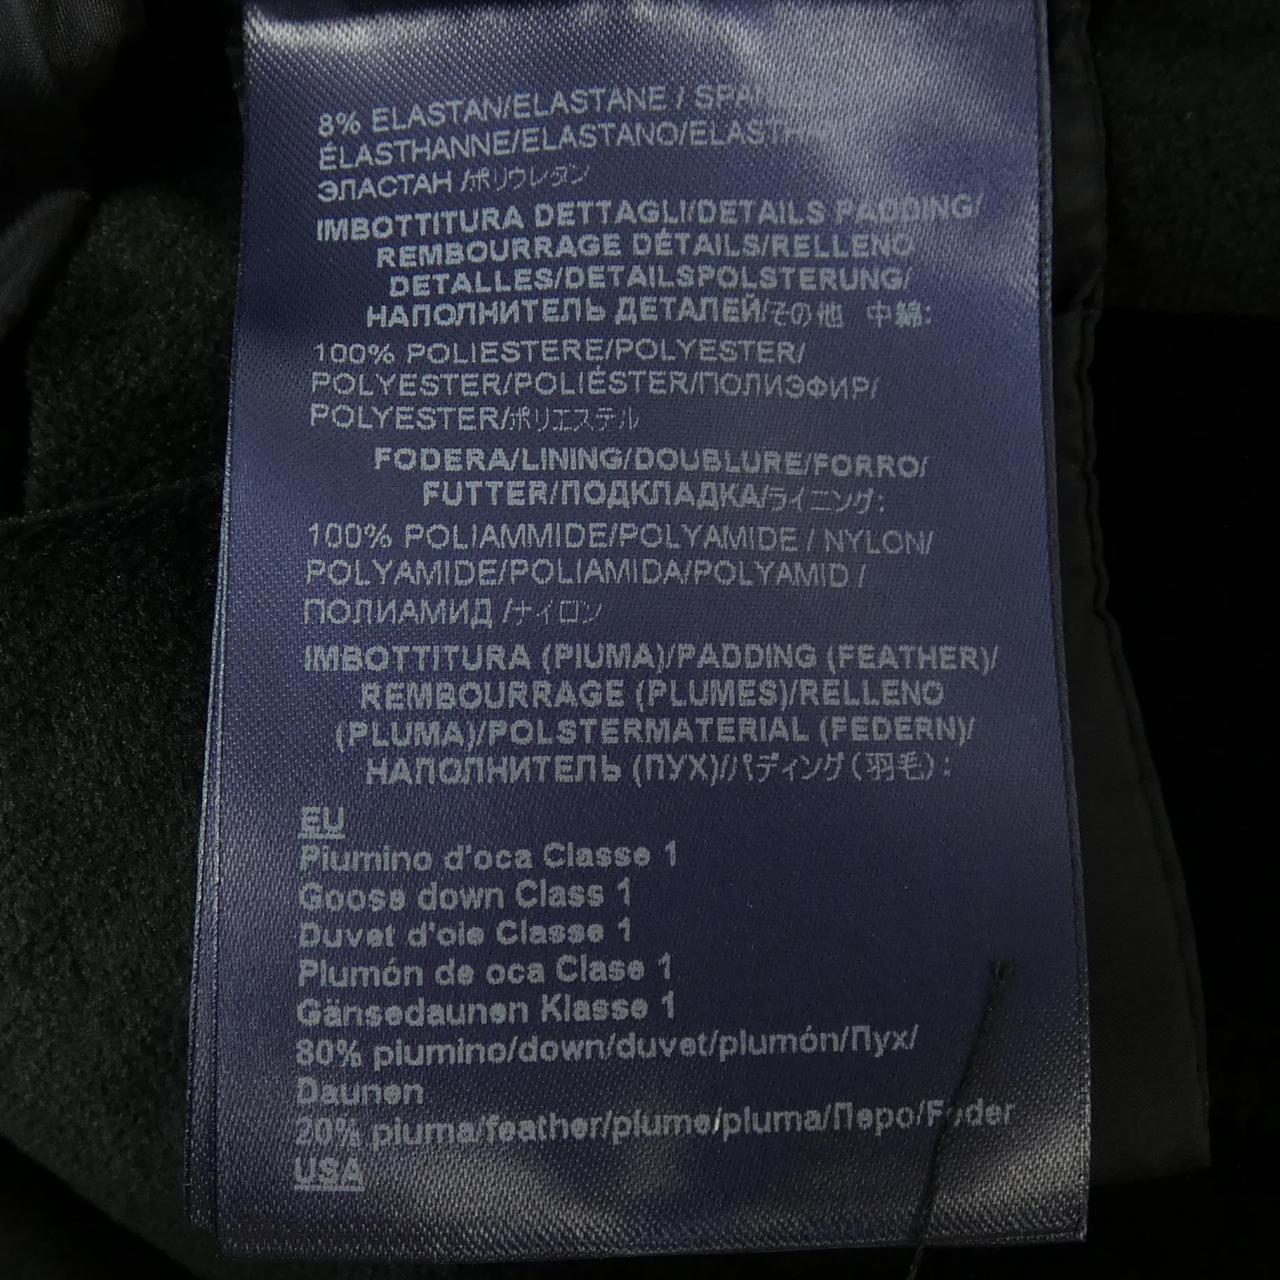 8% ELASTAN/ELASTANE / SPA
ÉLASTHANNE/ELASTANO/ELASTH
ЭЛАСТАН /ポリウレタン
IMBOTTITURA DETTAGLI/DETAILS PADDING/
REMBOURRAGE DÉTAILS/RELLENO
DETALLES/DETAILSPOLSTERUNG/
НАПОЛНИТЕЛЬ ДЕТАЛЕЙ/その他 中綿:
100% POLIESTERE/POLYESTER/
POLYESTER/POLIÉSTER/ПОЛИЭФИР/
POLYESTER/ポリエステル
FODERA/LINING/DOUBLURE/FORRO/
FUTTER/ПОДКЛАДКА/ライニング:
100% POLIAMMIDE/POLYAMIDE / NYLON/
POLYAMIDE/POLIAMIDA/POLYAMID /
ПОЛИАМИД /ナイロン
IMBOTTITURA (PIUMA)/PADDING (FEATHER)/
REMBOURRAGE (PLUMES)/RELLENO
(PLUMA)/POLSTERMATERIAL (FEDERN)/
НАПОЛНИТЕЛЬ (ПУХ)/パディング(羽毛):
EU
Piumino d'oca Classe 1
Goose down Class 1
Duvet d'oie Classe 1
Plumón de oca Clase 1
Gänsedaunen Klasse 1
80% piumino/down/duvet/plumón/Пух/
Daunen
20% piuma/feather/plume/pluma/Перо/Feder
USA